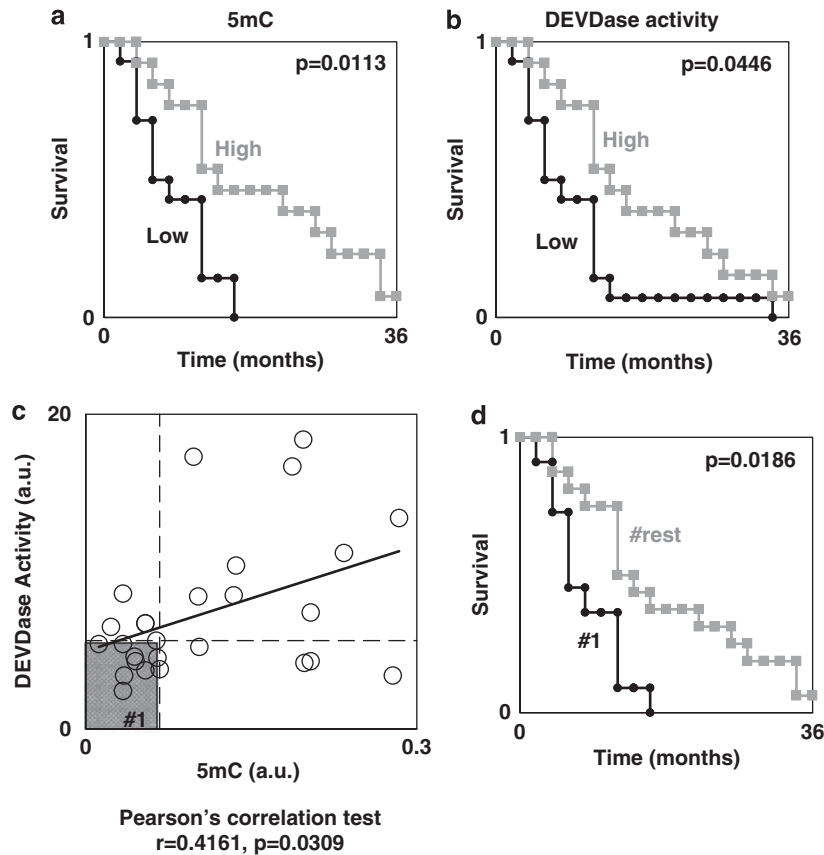 a
5mC
1
p=0.0113
High
Low
Survival
0
0
36
Time (months)
b
DEVDase activity
1
p=0.0446
High
Low
Survival
0
0
36
Time (months)
c
20
DEVDase Activity (a.u.)
#1
0
0
0.3
5mC (a.u.)
Pearson's correlation test
r=0.4161, p=0.0309
d
1
p=0.0186
#rest
#1
Survival
0
0
36
Time (months)